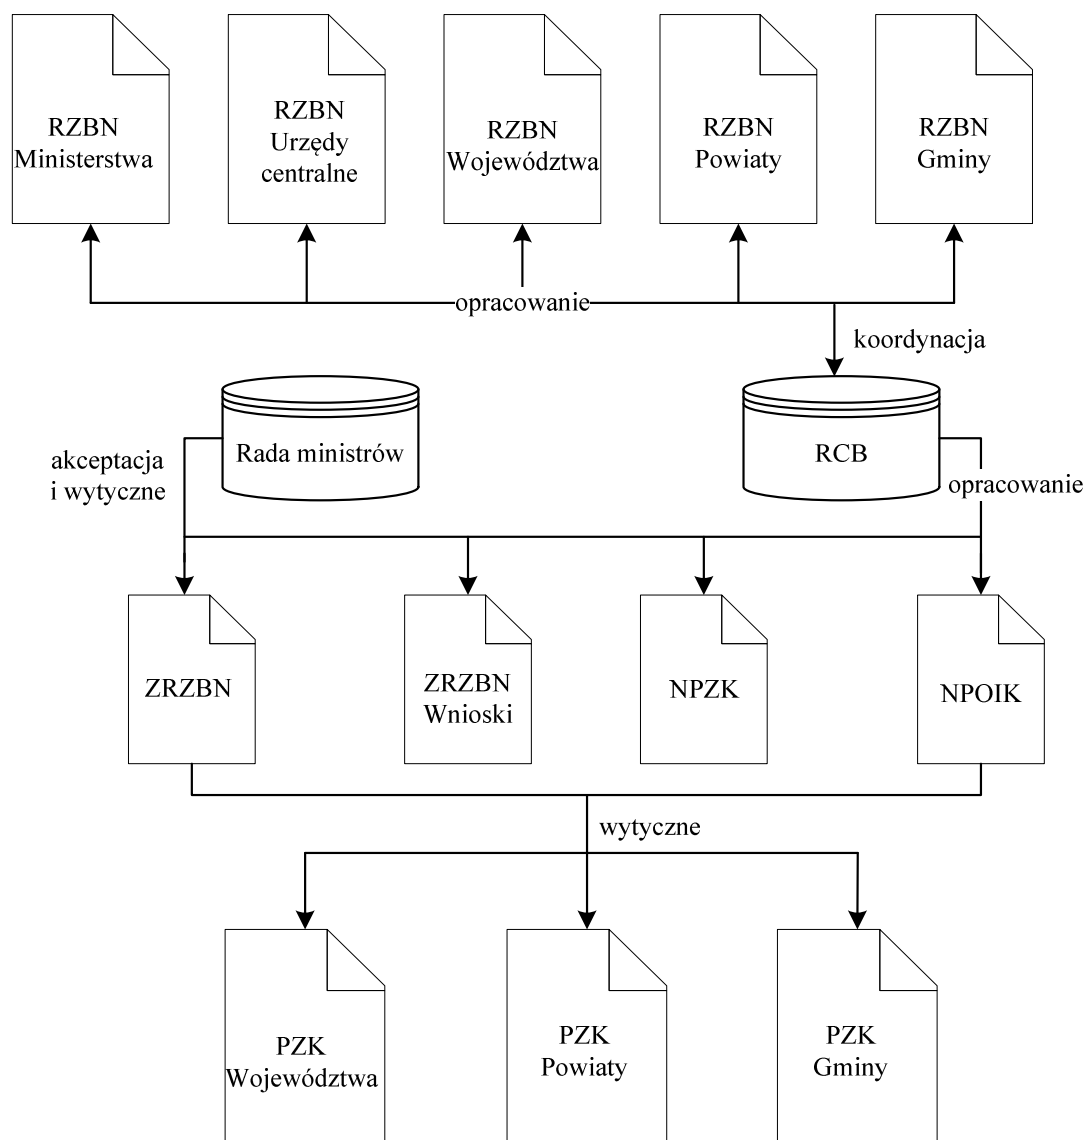 RZBN
Ministerstwa
RZBN
Urzędy
centralne
RZBN
Województwa
RZBN
Powiaty
RZBN
Gminy
opracowanie
koordynacja
akceptacja
i wytyczne
Rada ministrów
RCB
opracowanie
ZRZBN
ZRZBN
Wnioski
NPZK
NPOIK
wytyczne
PZK
Województwa
PZK
Powiaty
PZK
Gminy